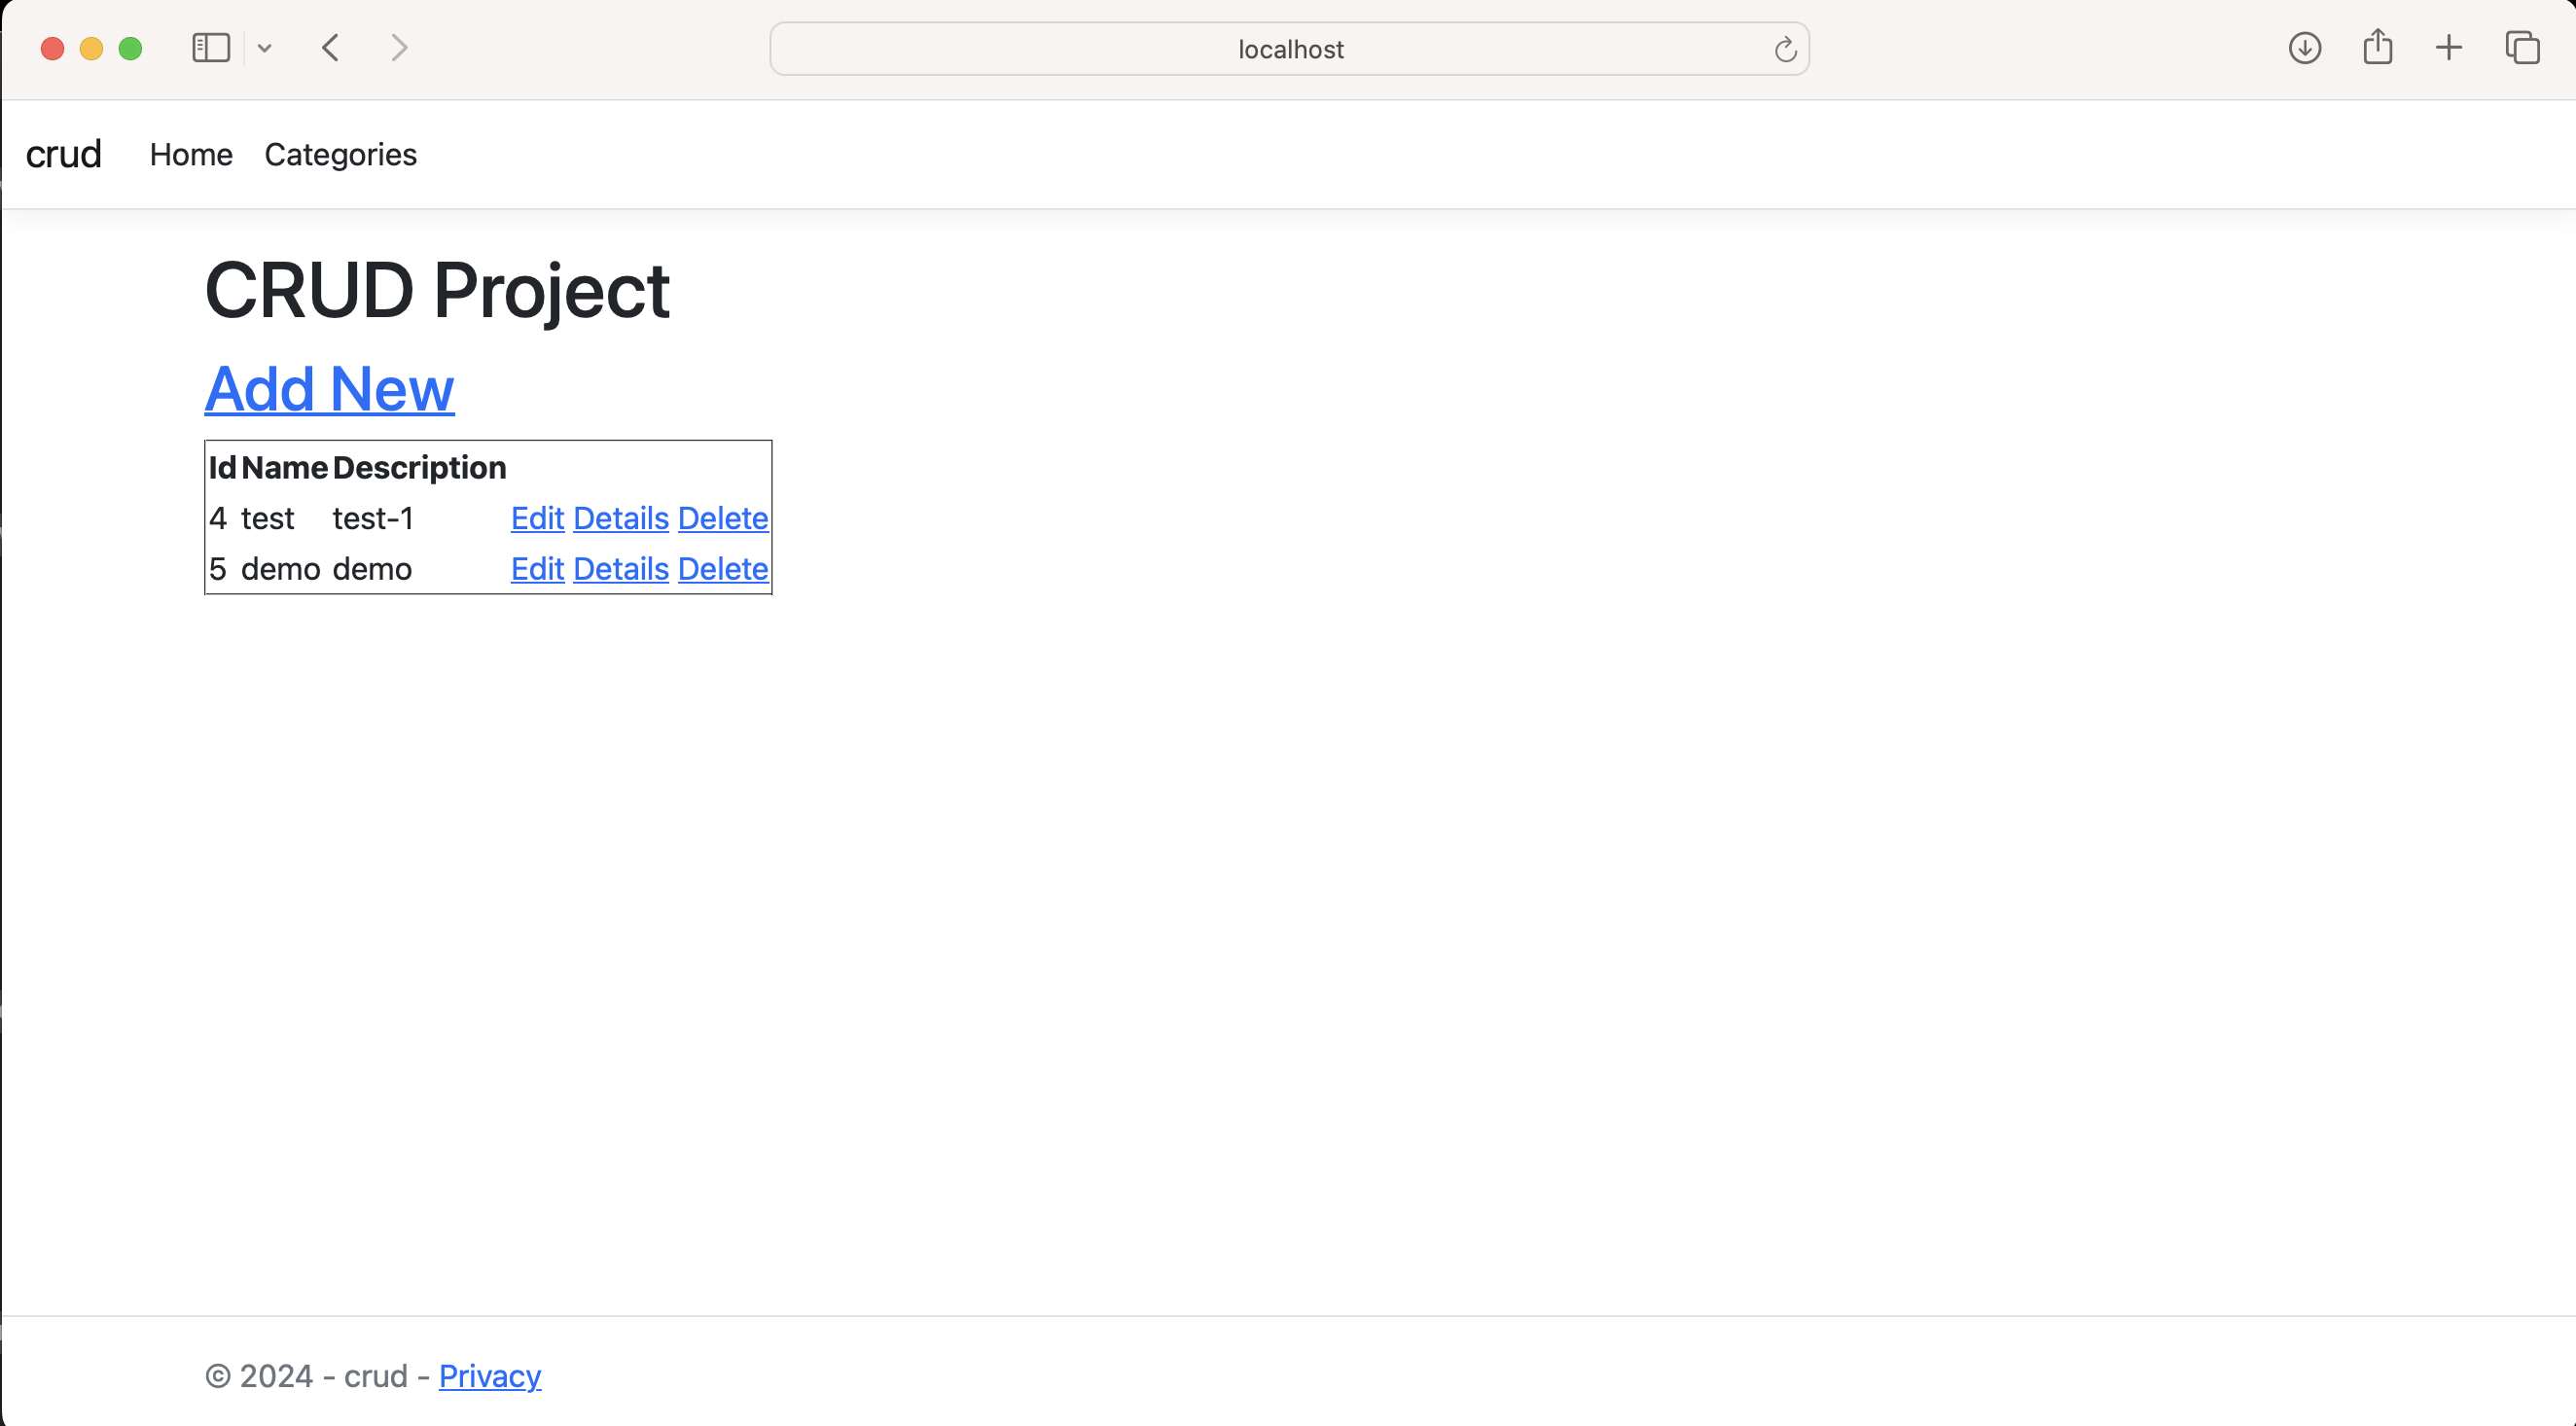 localhost
crud Home Categories
CRUD Project
Add New
Id Name Description
4 test test-1 Edit Details Delete
5 demo demo Edit Details Delete
© 2024 - crud - Privacy